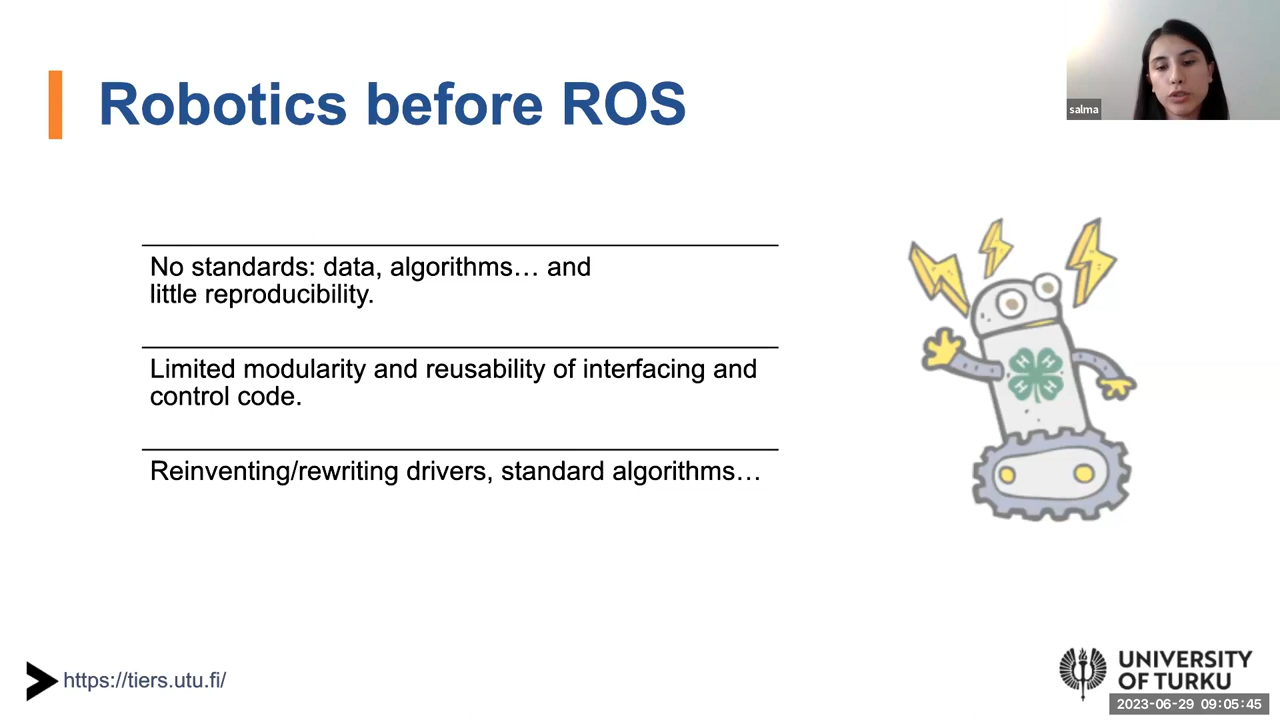 Robotics before ROS
salma
No standards: data, algorithms… and
little reproducibility.
Limited modularity and reusability of interfacing and
control code.
Reinventing/rewriting drivers, standard algorithms…
H H
H H
https://tiers.utu.fi/
UNIVERSITY
OF TURKU
2023-06-29 09:05:45